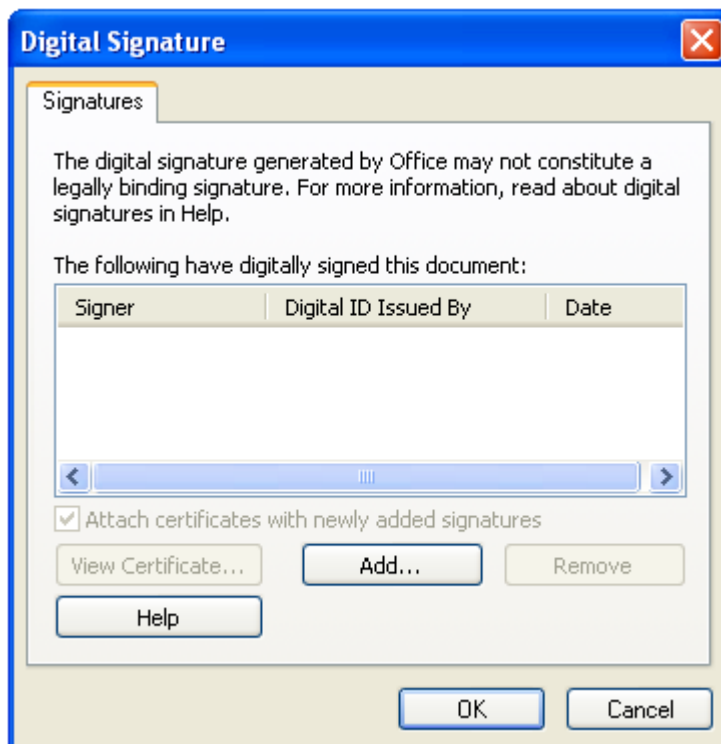 Digital Signature
Signatures
The digital signature generated by Office may not constitute a
legally binding signature. For more information, read about digital
signatures in Help.
The following have digitally signed this document:
Signer Digital ID Issued By Date
Attach certificates with newly added signatures
View Certificate... Add... Remove
Help
OK Cancel